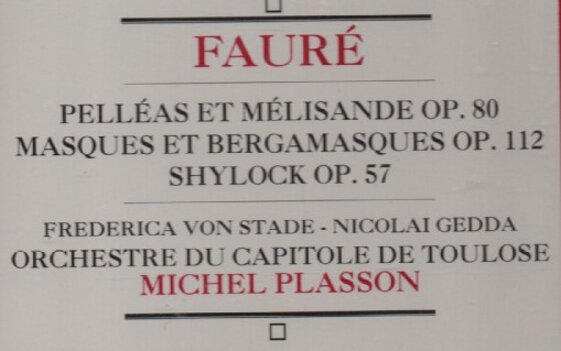 FAURÉ
PELLÉAS ET MÉLISANDE OP. 80
MASQUES ET BERGAMASQUES OP. 112
SHYLOCK OP. 57
FREDERICA VON STADE - NICOLAI GEDDA
ORCHESTRE DU CAPITOLE DE TOULOSE
MICHEL PLASSON